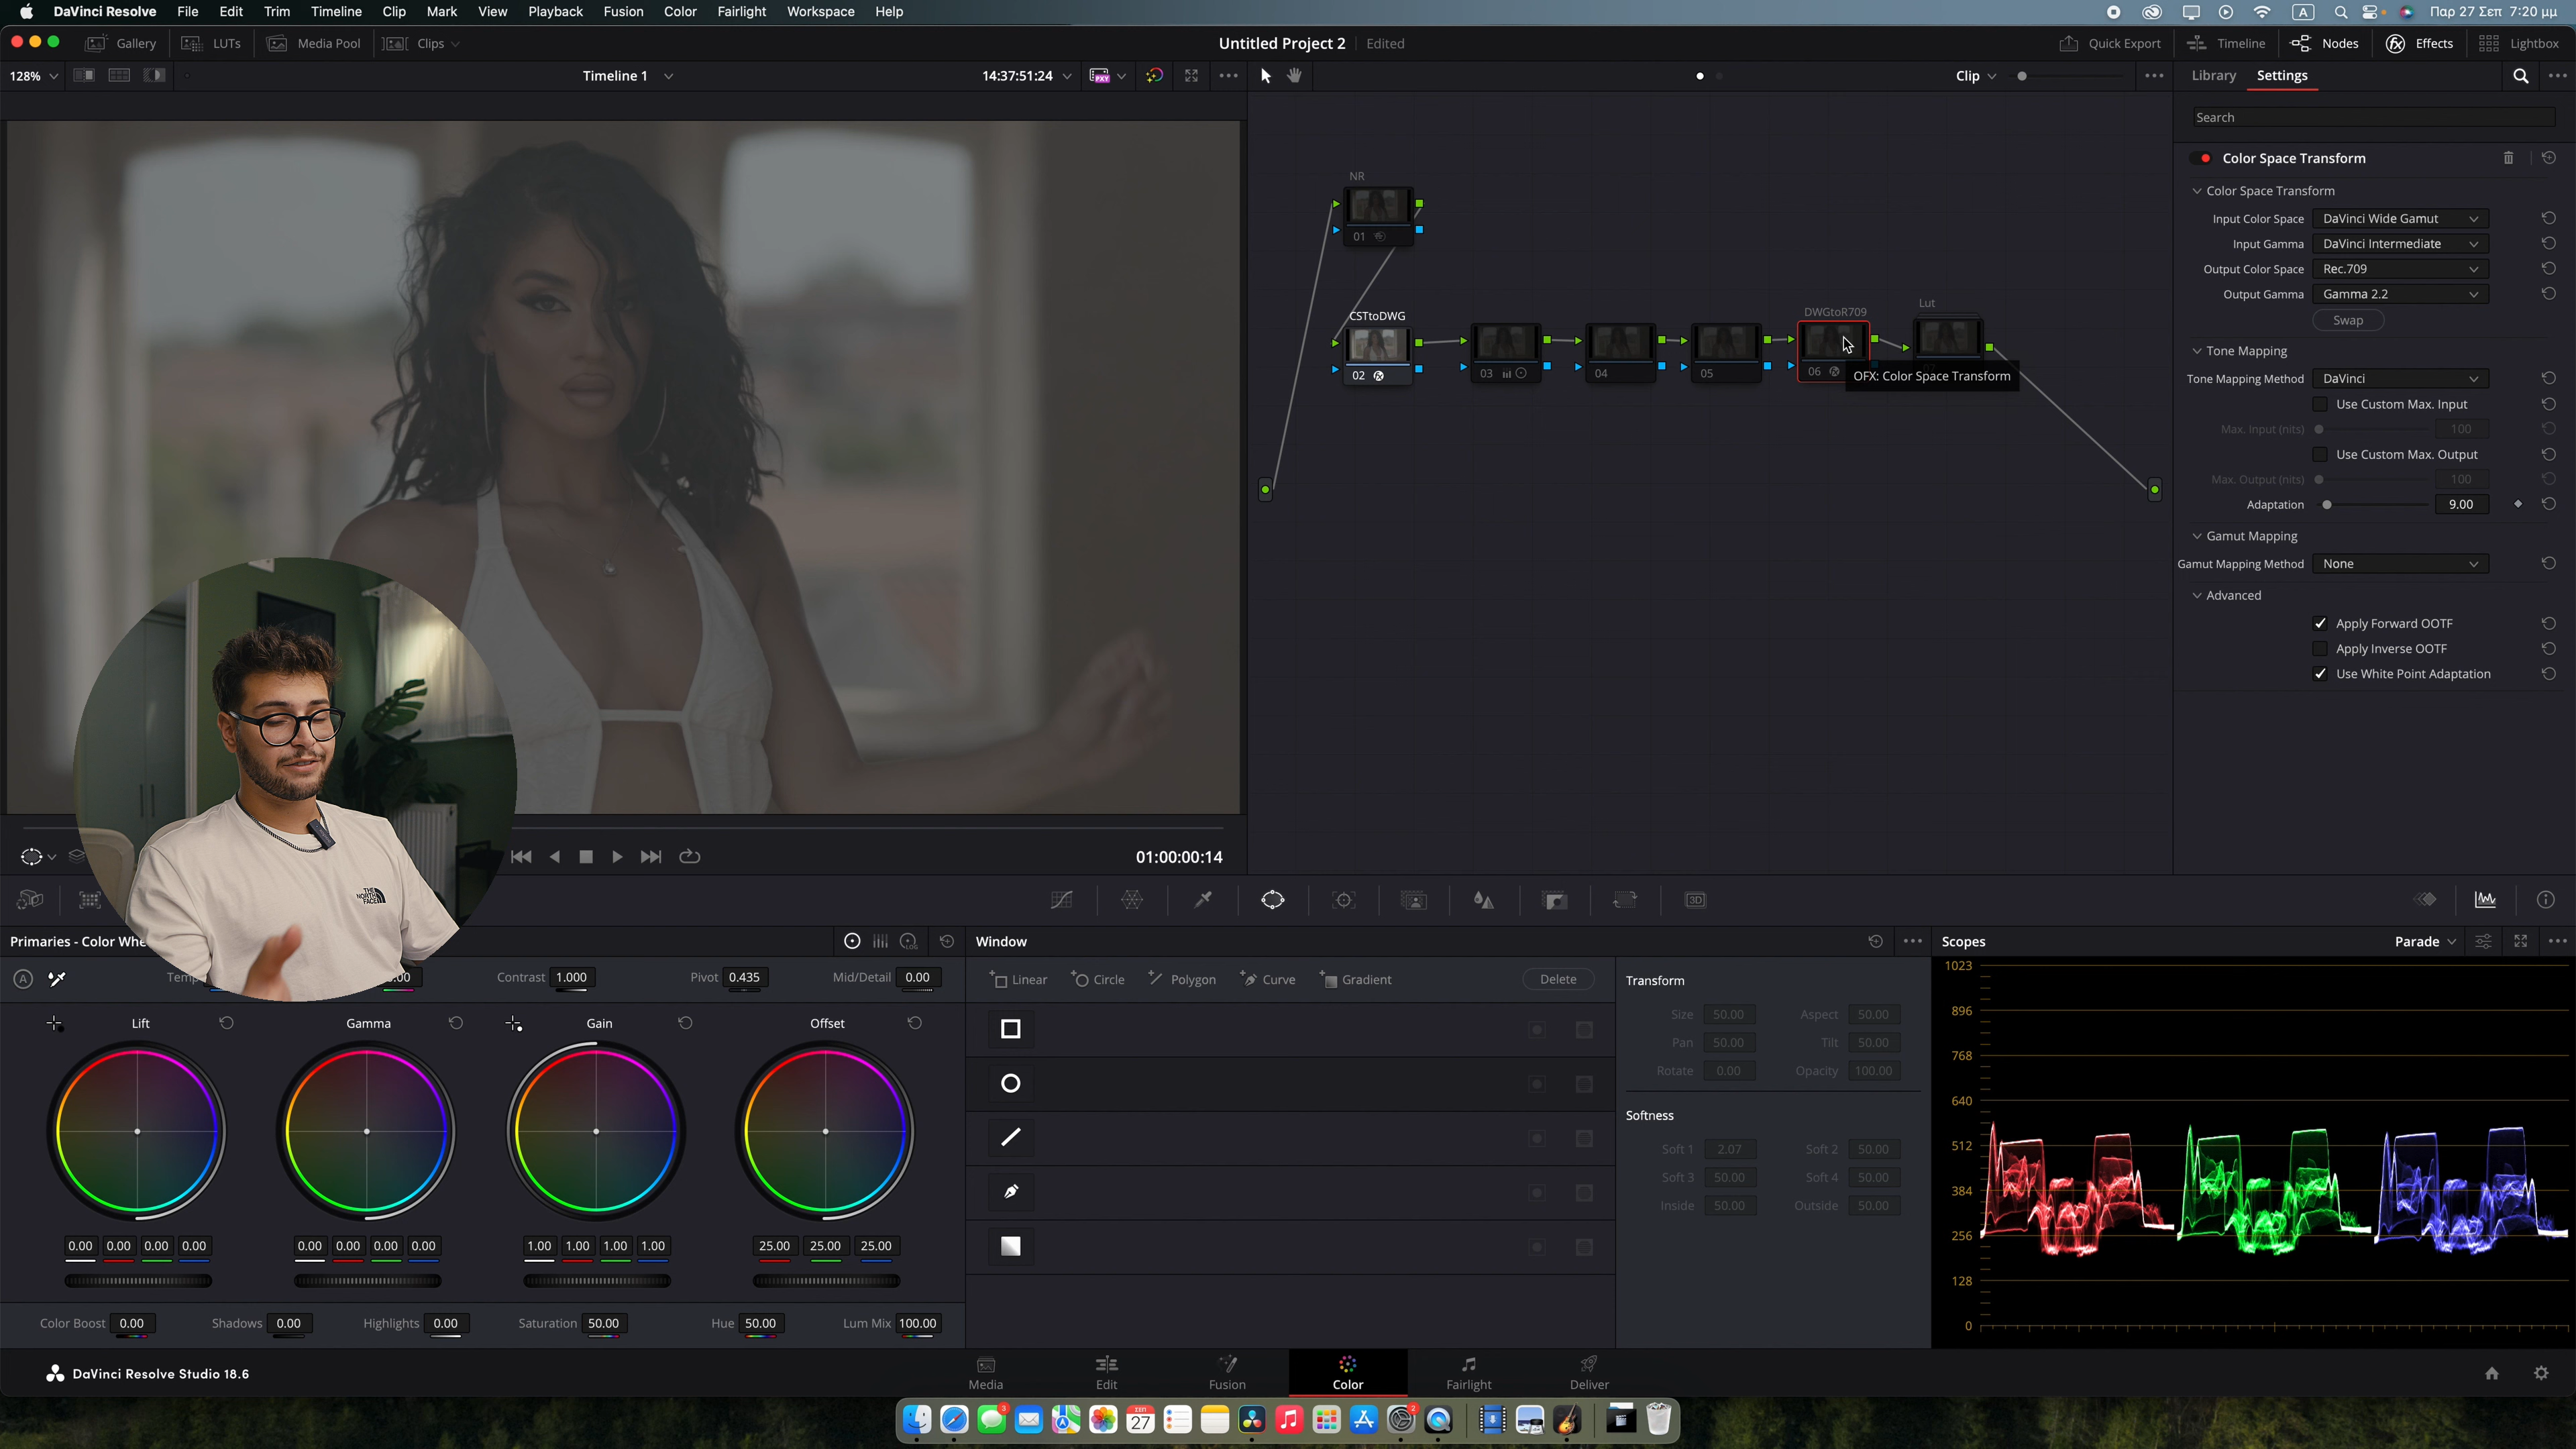 DaVinci Resolve File Edit Trim Timeline Clip Mark View Playback Fusion Color Fairlight Workspace Help A Παρ 27 Σεπ 7:20 μμ
Gallery LUTs Media Pool Clips Untitled Project 2 Edited Quick Export Timeline Nodes Effects Lightbox
128% Timeline 1 14:37:51:24 PXY Clip Library Settings
Search
Color Space Transform
Color Space Transform
Input Color Space DaVinci Wide Gamut
Input Gamma DaVinci Intermediate
Output Color Space Rec.709
Output Gamma Gamma 2.2
Swap
Tone Mapping
Tone Mapping Method DaVinci
Use Custom Max. Input
Max. Input (nits) 100
Use Custom Max. Output
Max. Output (nits) 100
Adaptation 9.00
Gamut Mapping
Gamut Mapping Method None
Advanced
Apply Forward OOTF
Apply Inverse OOTF
Use White Point Adaptation
NR
01
CSTtoDWG DWGtoR709 Lut
02 03 04 05 06
OFX: Color Space Transform
THE NORTH FACE
01:00:00:14
3D
Primaries - Color Whe LOG Window Scopes Parade
A Temp .00 Contrast 1.000 Pivot 0.435 Mid/Detail 0.00
Linear Circle Polygon Curve Gradient Delete
Lift Gamma Gain Offset
0.00 0.00 0.00 0.00 0.00 0.00 0.00 0.00 1.00 1.00 1.00 1.00 25.00 25.00 25.00
Color Boost 0.00 Shadows 0.00 Highlights 0.00 Saturation 50.00 Hue 50.00 Lum Mix 100.00
Transform
Size 50.00 Aspect 50.00
Pan 50.00 Tilt 50.00
Rotate 0.00 Opacity 100.00
Softness
Soft 1 2.07 Soft 2 50.00
Soft 3 50.00 Soft 4 50.00
Inside 50.00 Outside 50.00
1023
896
768
640
512
384
256
128
0
DaVinci Resolve Studio 18.6
Media Edit Fusion Color Fairlight Deliver
3 ΣΕΠ 27 2